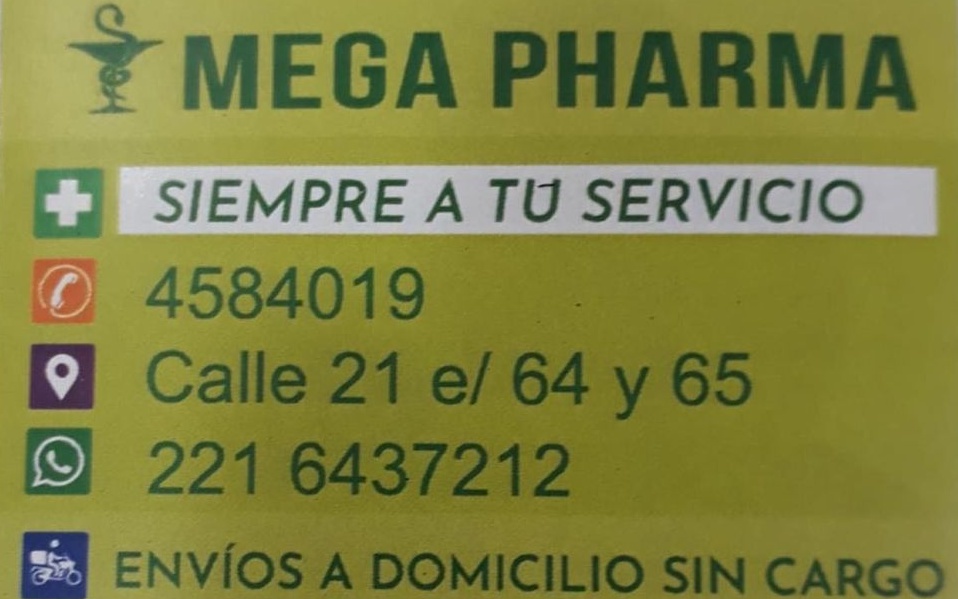 MEGA PHARMA
SIEMPRE A TU SERVICIO
4584019
Calle 21 e/ 64 y 65
221 6437212
ENVÍOS A DOMICILIO SIN CARGO